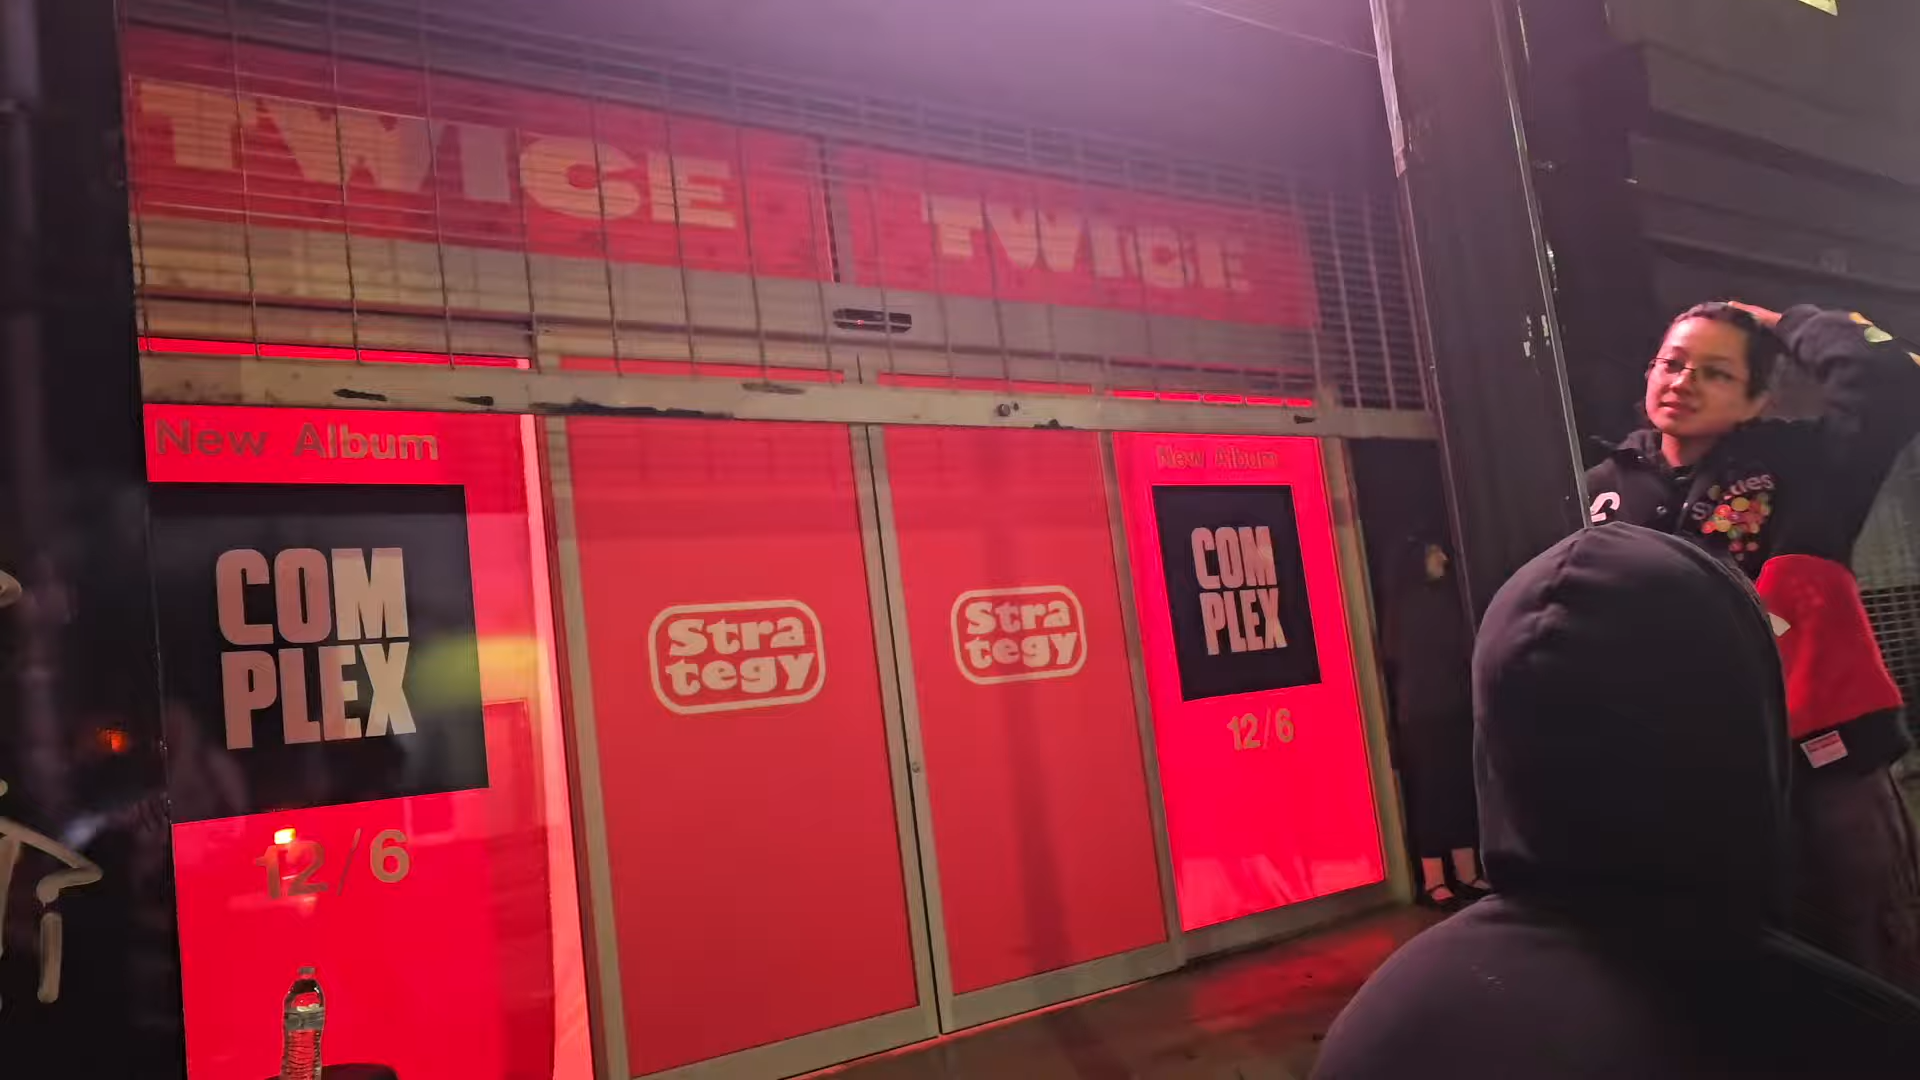 TWICE
TWICE
New Album
COM
PLEX
12/6
Stra
tegy
Stra
tegy
New Album
COM
PLEX
12/6